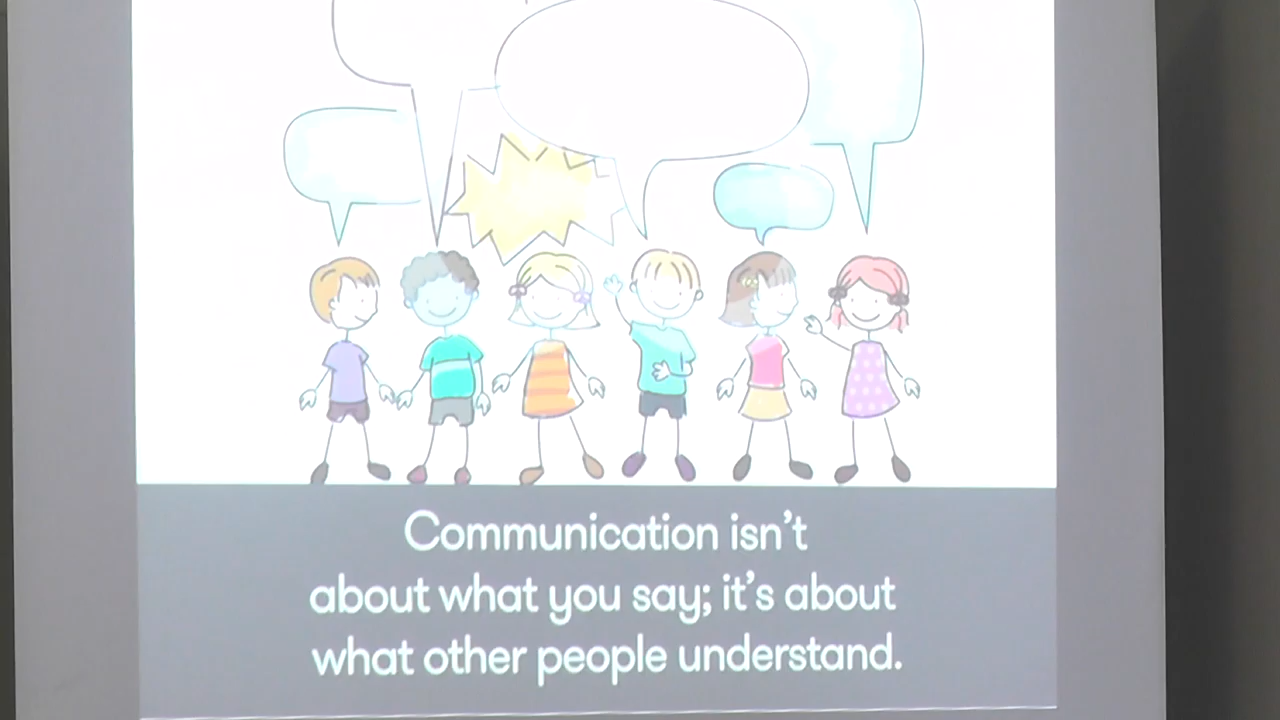 Communication isn't
about what you say; it's about
what other people understand.